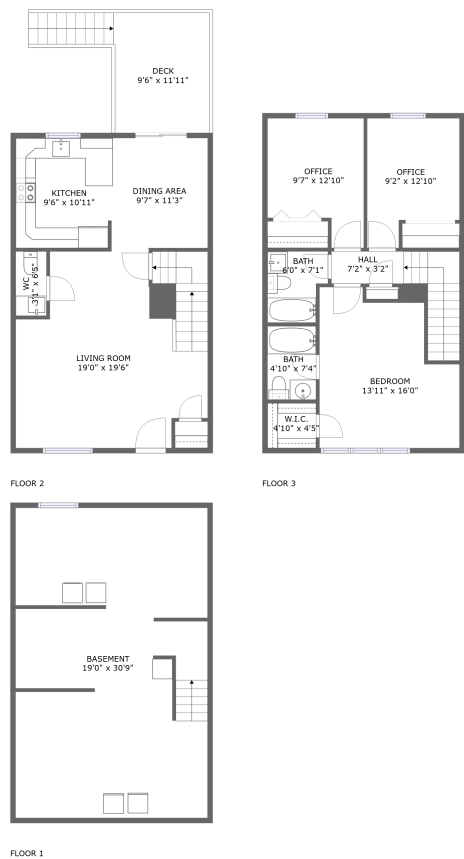 DECK
9'6" x 11'11"
KITCHEN
9'6" x 10'11"
DINING AREA
9'7" x 11'3"
WC
3'1" x 6'5"
LIVING ROOM
19'0" x 19'6"
FLOOR 2
OFFICE
9'7" x 12'10"
OFFICE
9'2" x 12'10"
BATH
6'0" x 7'1"
HALL
7'2" x 3'2"
BATH
4'10" x 7'4"
BEDROOM
13'11" x 16'0"
W.I.C.
4'10" x 4'5"
FLOOR 3
BASEMENT
19'0" x 30'9"
FLOOR 1